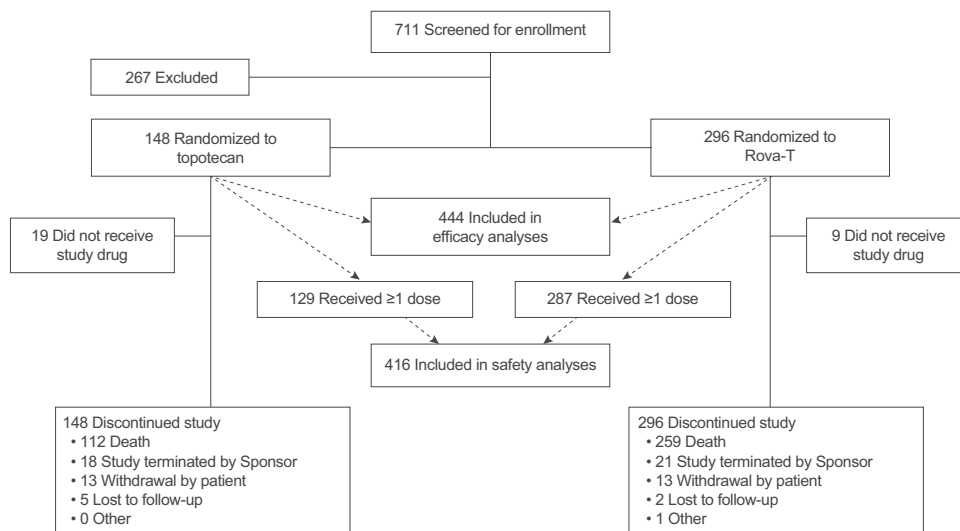 711 Screened for enrollment
267 Excluded
148 Randomized to
topotecan
296 Randomized to
Rova-T
444 Included in
efficacy analyses
19 Did not receive
study drug
9 Did not receive
study drug
129 Received ≥1 dose
287 Received ≥1 dose
416 Included in safety analyses
148 Discontinued study
• 112 Death
• 18 Study terminated by Sponsor
• 13 Withdrawal by patient
• 5 Lost to follow-up
• 0 Other
296 Discontinued study
• 259 Death
• 21 Study terminated by Sponsor
• 13 Withdrawal by patient
• 2 Lost to follow-up
• 1 Other